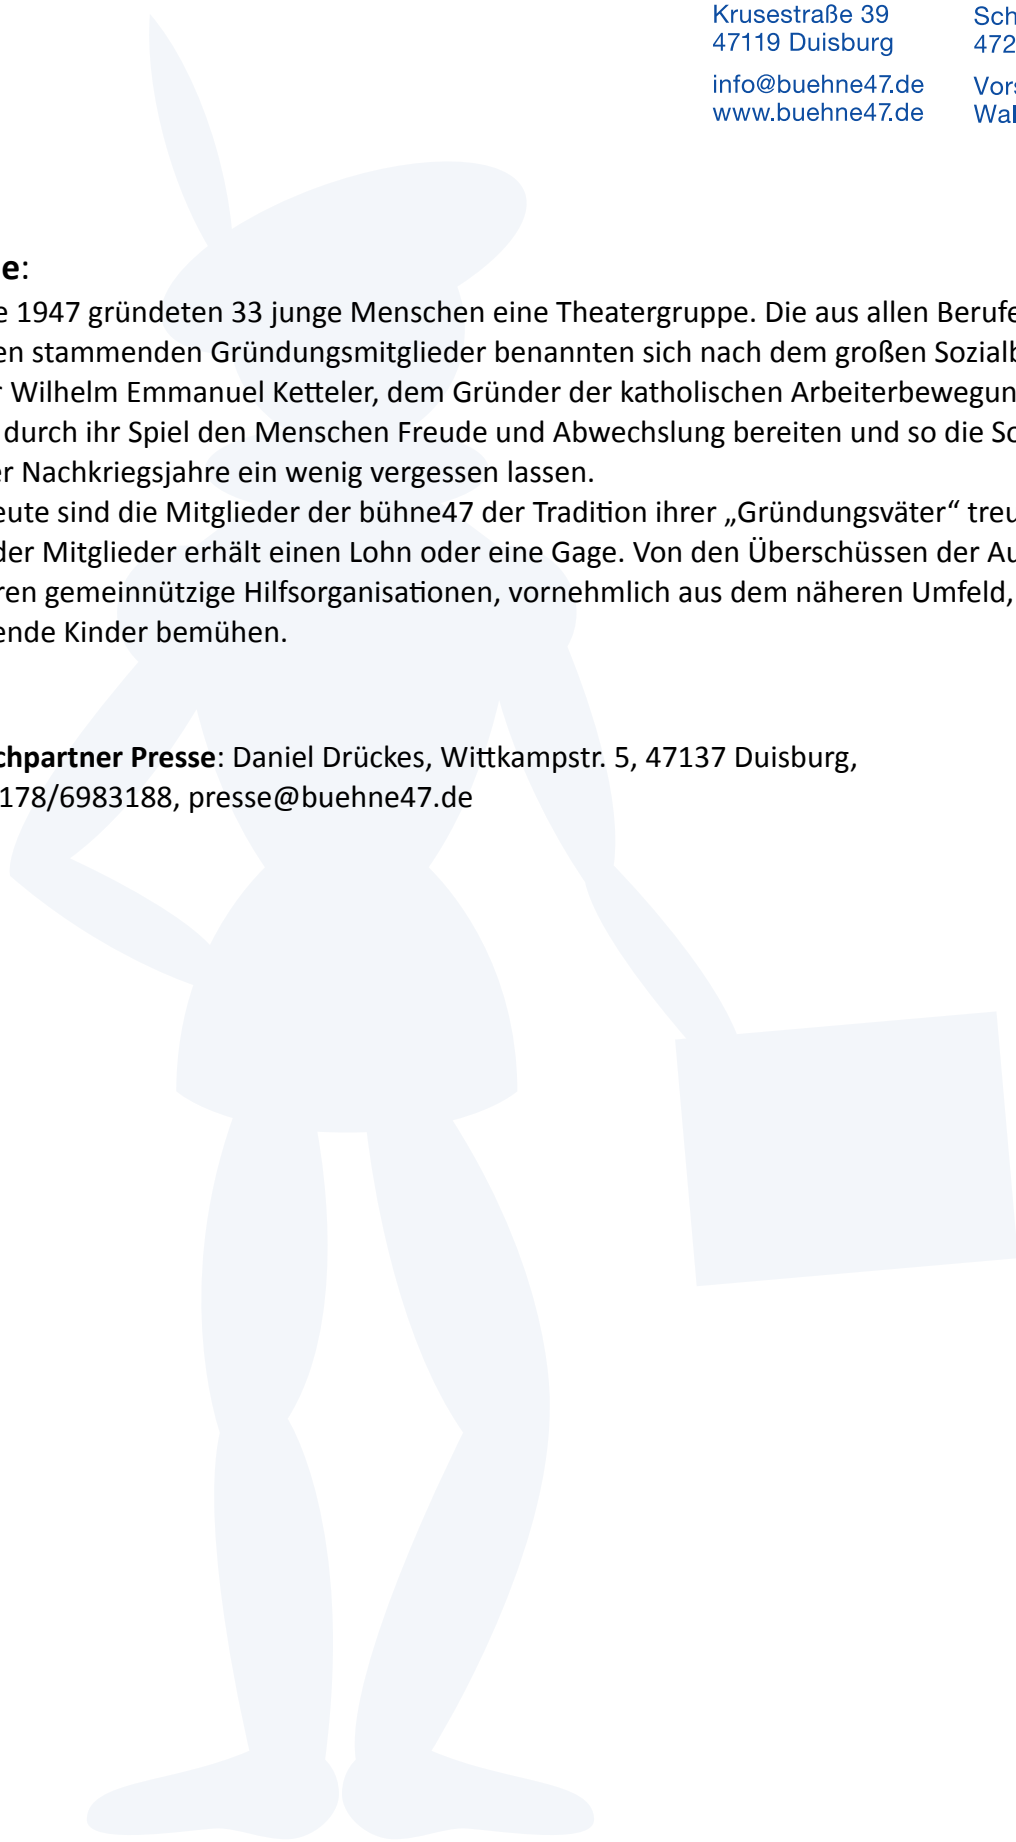 Krusestraße 39
47119 Duisburg
info@buehne47.de
www.buehne47.de
Sch
472
Vors
Wal
e:
e 1947 gründeten 33 junge Menschen eine Theatergruppe. Die aus allen Berufe
en stammenden Gründungsmitglieder benannten sich nach dem großen Sozialb
r Wilhelm Emmanuel Ketteler, dem Gründer der katholischen Arbeiterbewegun
durch ihr Spiel den Menschen Freude und Abwechslung bereiten und so die So
er Nachkriegsjahre ein wenig vergessen lassen.
eute sind die Mitglieder der bühne47 der Tradition ihrer „Gründungsväter“ treu
der Mitglieder erhält einen Lohn oder eine Gage. Von den Überschüssen der Au
ren gemeinnützige Hilfsorganisationen, vornehmlich aus dem näheren Umfeld,
ende Kinder bemühen.
chpartner Presse: Daniel Drückes, Wittkampstr. 5, 47137 Duisburg,
178/6983188, presse@buehne47.de